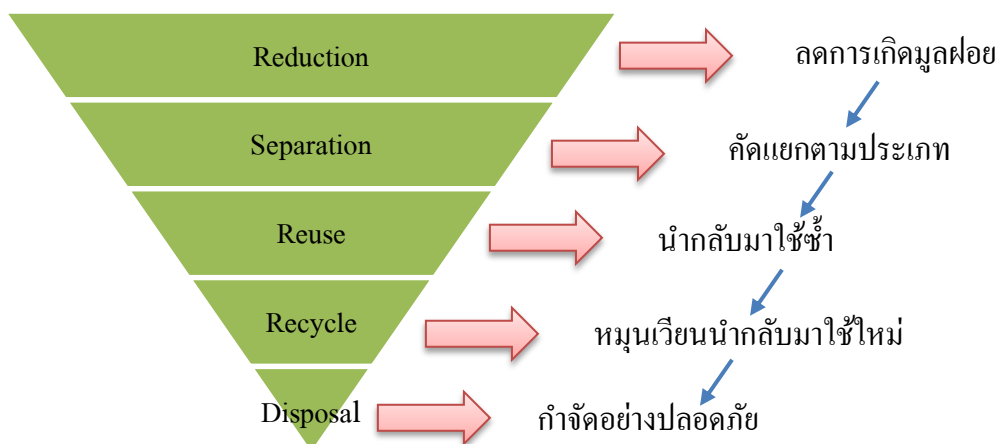 Reduction
ลดการเกิดมูลฝอย
Separation
คัดแยกตามประเภท
Reuse
นำกลับมาใช้ซ้ำ
Recycle
หมุนเวียนนำกลับมาใช้ใหม่
Disposal
กำจัดอย่างปลอดภัย